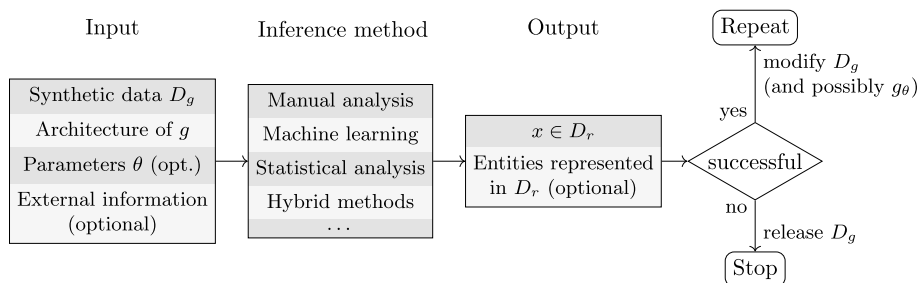 Input
Inference method
Output
Repeat
Synthetic data D_g
Architecture of g
Parameters θ (opt.)
External information
(optional)
Manual analysis
Machine learning
Statistical analysis
Hybrid methods
...
x ∈ D_r
Entities represented
in D_r (optional)
modify D_g
(and possibly g_θ)
yes
successful
no
release D_g
Stop